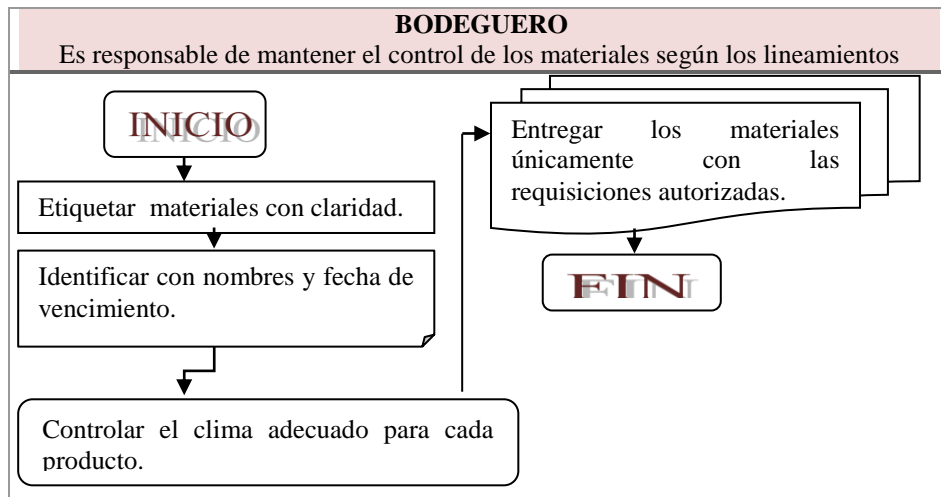 BODEGUERO
Es responsable de mantener el control de los materiales según los lineamientos
INICIO
Etiquetar materiales con claridad.
Identificar con nombres y fecha de
vencimiento.
Controlar el clima adecuado para cada
producto.
Entregar los materiales
únicamente con las
requisiciones autorizadas.
FIN